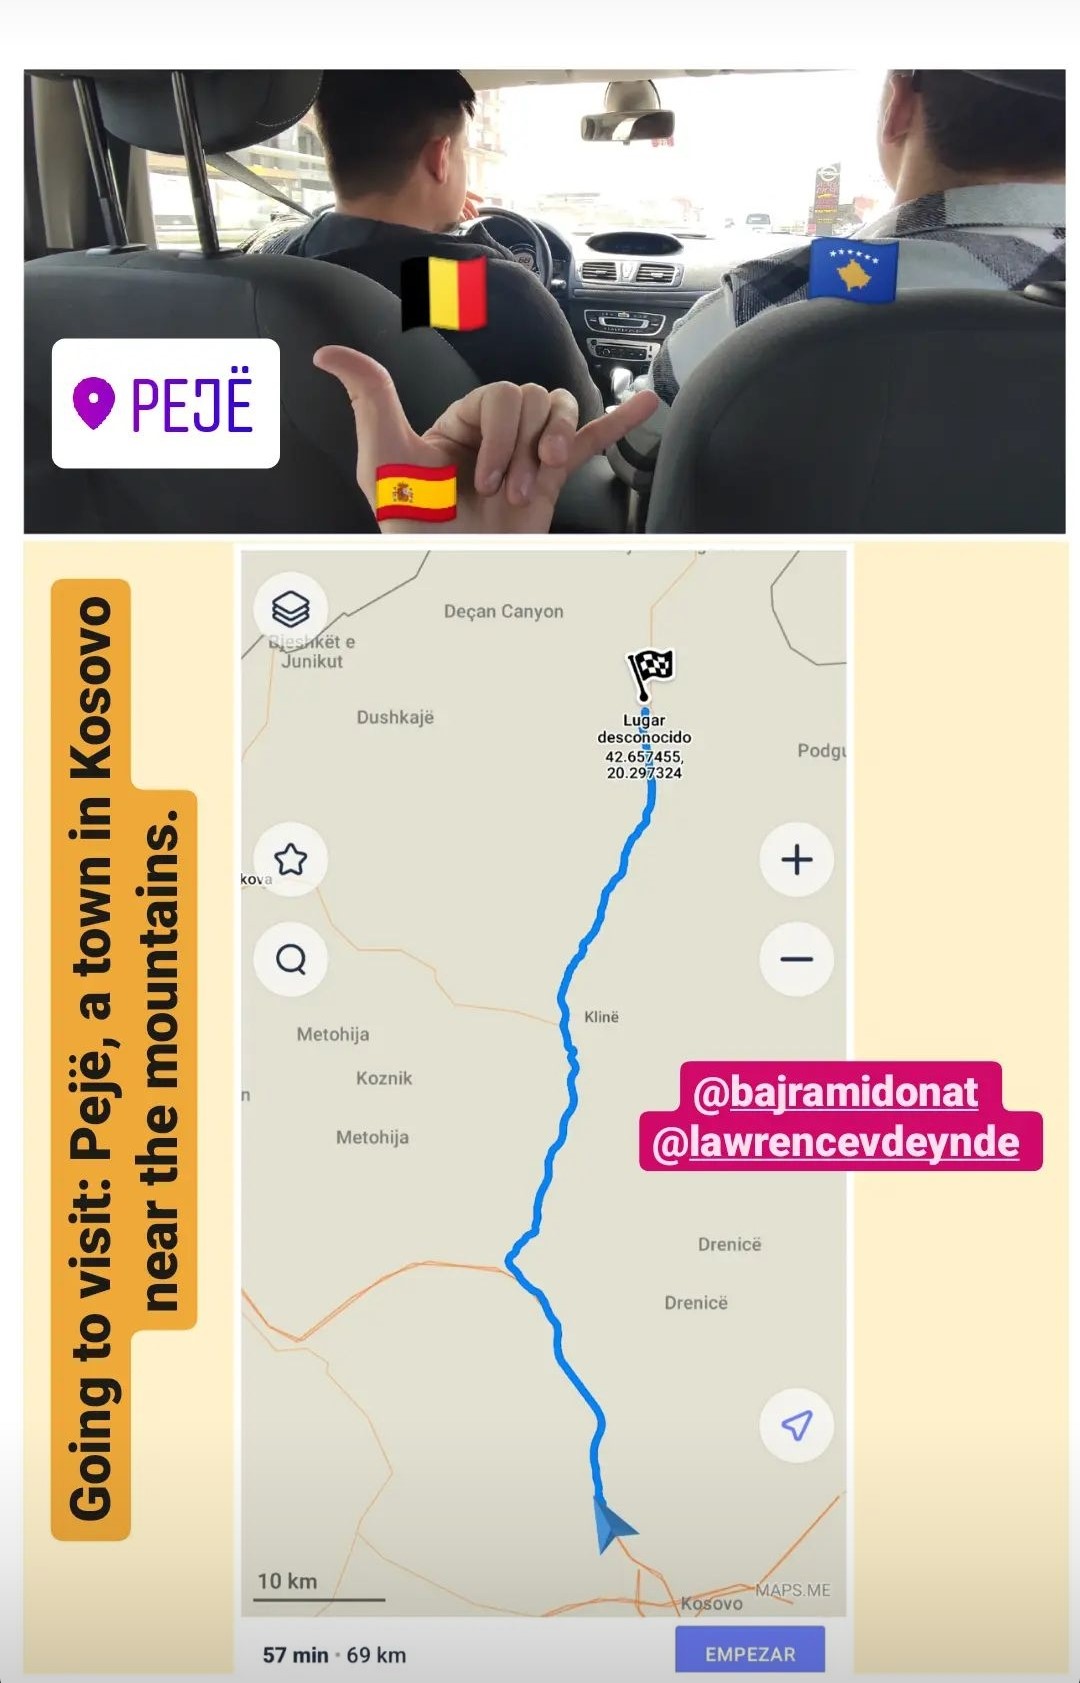 PEJË
Going to visit: Pejë, a town in Kosovo
near the mountains.
Deçan Canyon
Bjeshkët e
Junikut
Dushkajë
Lugar
desconocido
42.657455,
20.297324
Klinë
Metohija
Koznik
Metohija
@bajramidonat
@lawrencevdeynde
Drenicë
Drenicë
10 km
MAPS.ME
Kosovo
57 min · 69 km
EMPEZAR